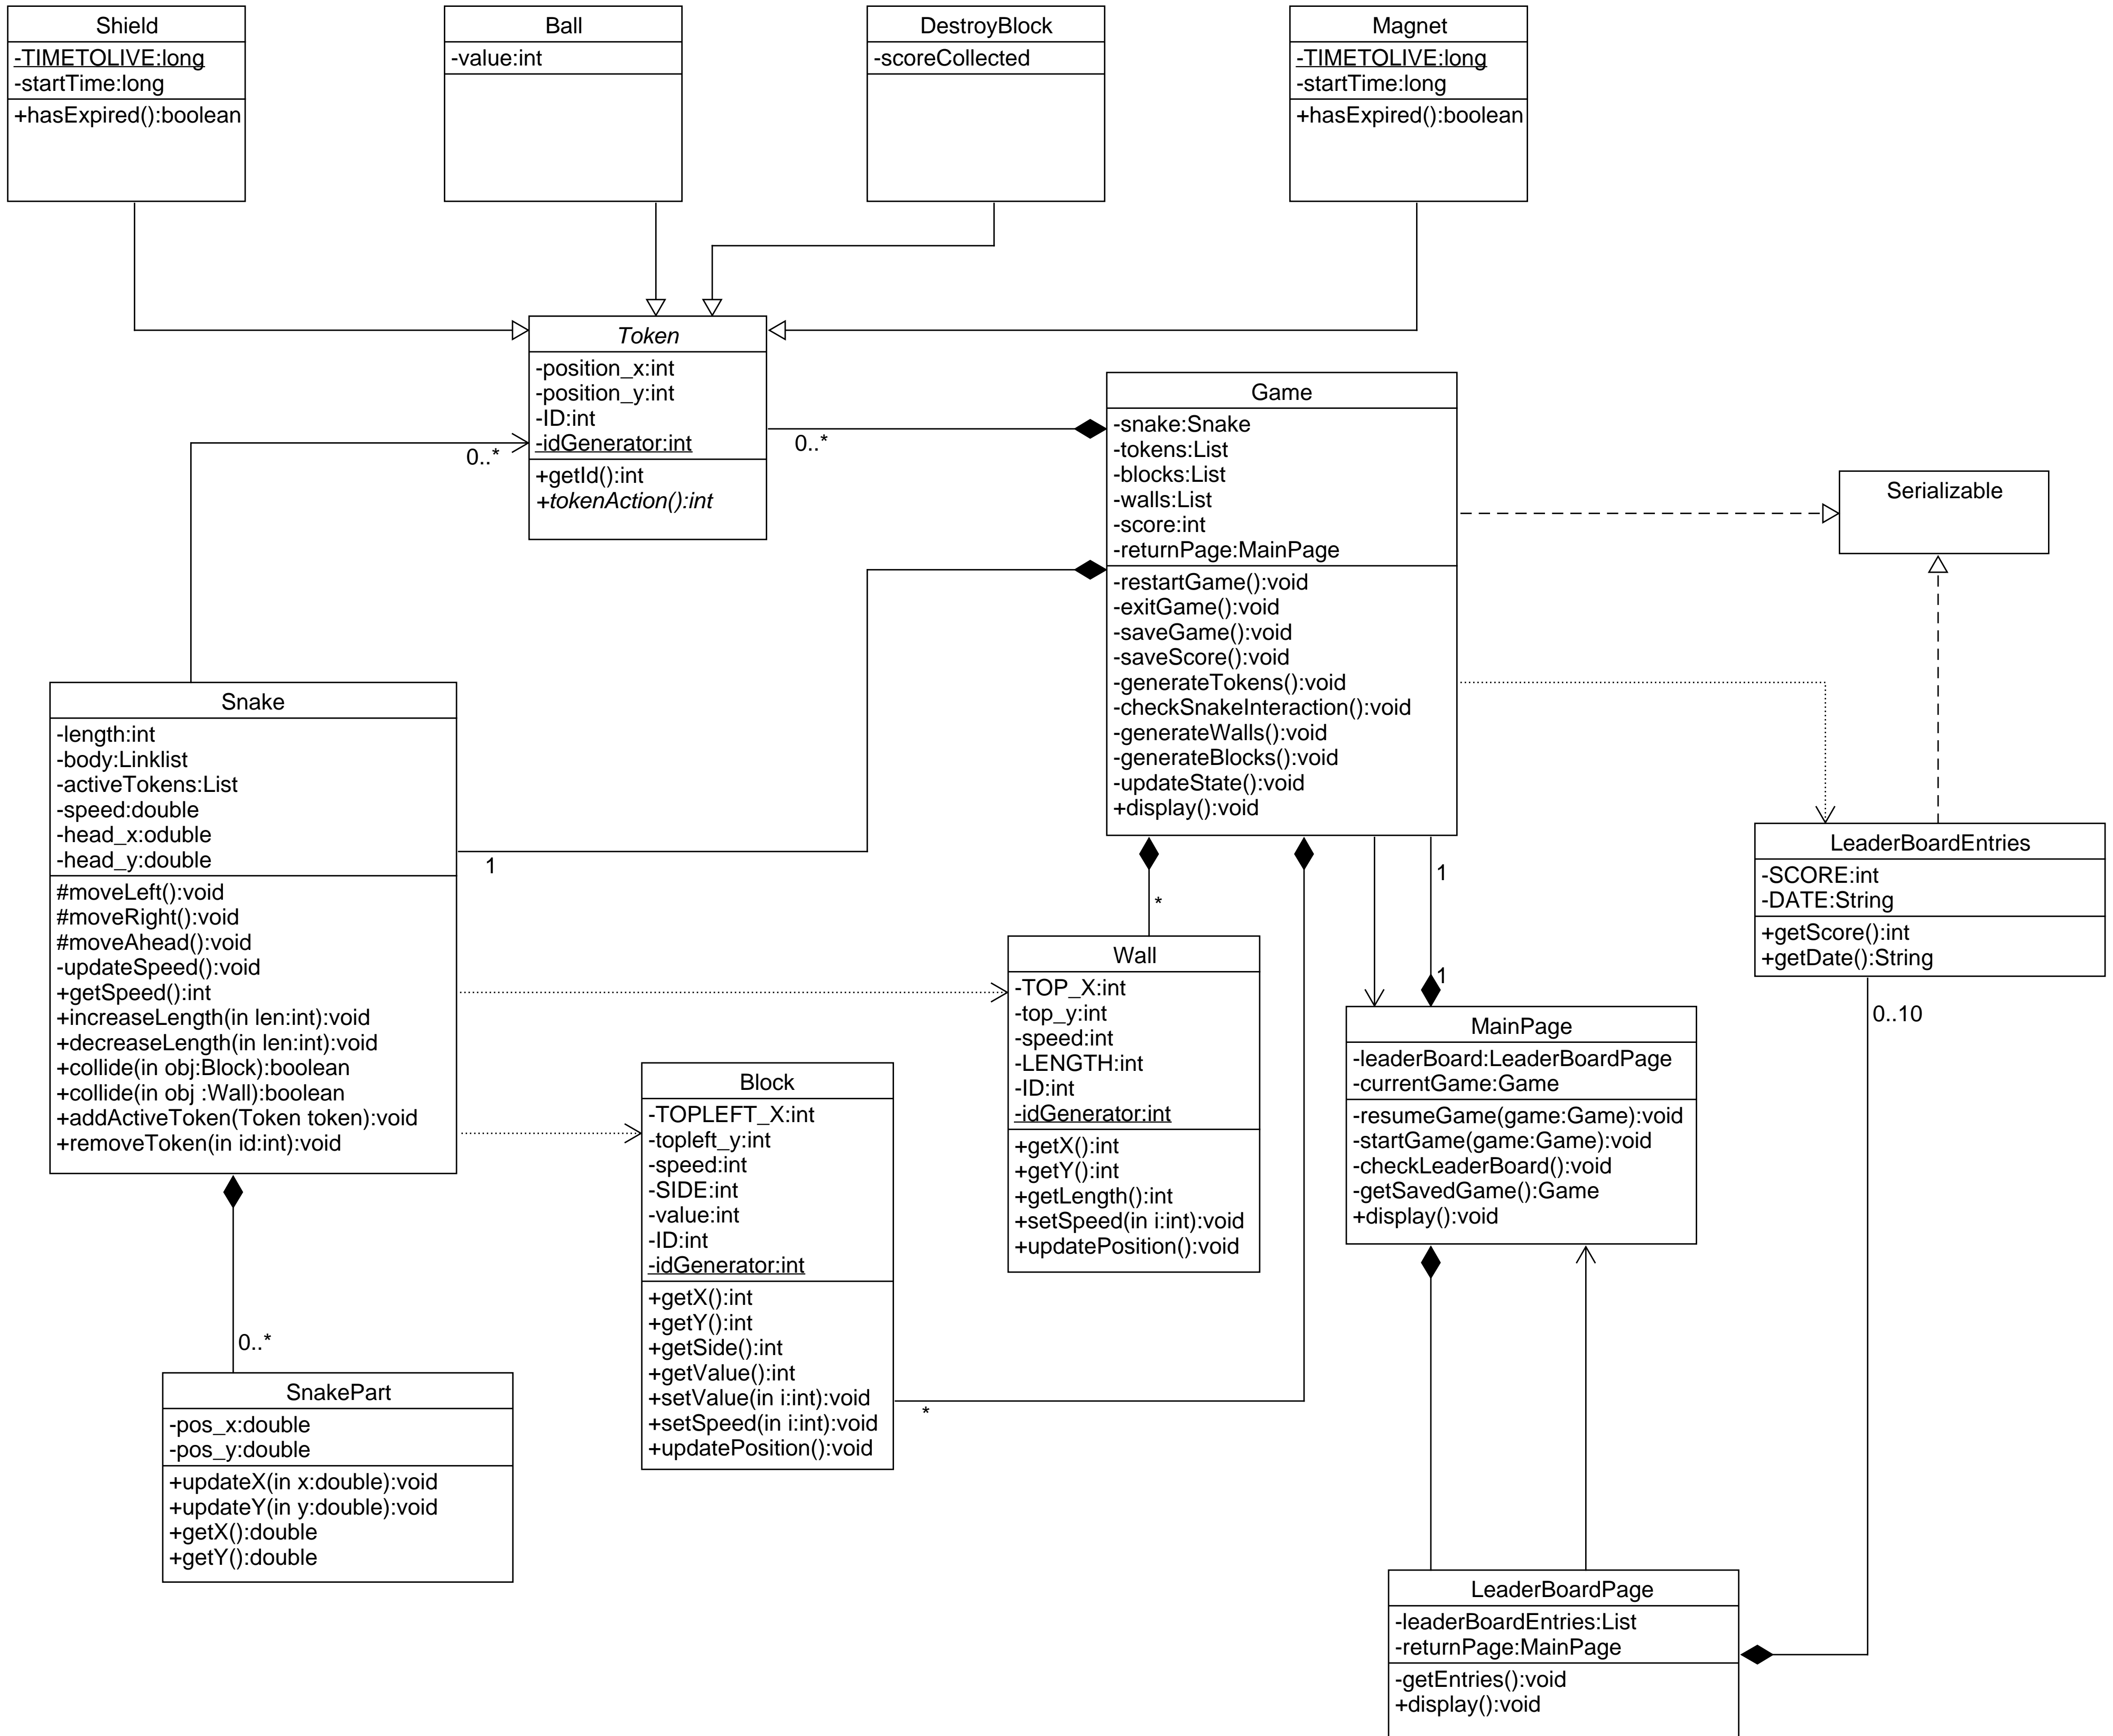 Shield
-TIMETOLIVE:long
-startTime:long
+hasExpired():boolean
Ball
-value:int
DestroyBlock
-scoreCollected
Magnet
-TIMETOLIVE:long
-startTime:long
+hasExpired():boolean
Token
-position_x:int
-position_y:int
-ID:int
-idGenerator:int
+getId():int
+tokenAction():int
0..*
0..*
Game
-snake:Snake
-tokens:List
-blocks:List
-walls:List
-score:int
-returnPage:MainPage
-restartGame():void
-exitGame():void
-saveGame():void
-saveScore():void
-generateTokens():void
-checkSnakeInteraction():void
-generateWalls():void
-generateBlocks():void
-updateState():void
+display():void
Serializable
Snake
-length:int
-body:Linklist
-activeTokens:List
-speed:double
-head_x:oduble
-head_y:double
#moveLeft():void
#moveRight():void
#moveAhead():void
-updateSpeed():void
+getSpeed():int
+increaseLength(in len:int):void
+decreaseLength(in len:int):void
+collide(in obj:Block):boolean
+collide(in obj :Wall):boolean
+addActiveToken(Token token):void
+removeToken(in id:int):void
1
*
1
1
LeaderBoardEntries
-SCORE:int
-DATE:String
+getScore():int
+getDate():String
0..10
Wall
-TOP_X:int
-top_y:int
-speed:int
-LENGTH:int
-ID:int
-idGenerator:int
+getX():int
+getY():int
+getLength():int
+setSpeed(in i:int):void
+updatePosition():void
MainPage
-leaderBoard:LeaderBoardPage
-currentGame:Game
-resumeGame(game:Game):void
-startGame(game:Game):void
-checkLeaderBoard():void
-getSavedGame():Game
+display():void
Block
-TOPLEFT_X:int
-topleft_y:int
-speed:int
-SIDE:int
-value:int
-ID:int
-idGenerator:int
+getX():int
+getY():int
+getSide():int
+getValue():int
+setValue(in i:int):void
+setSpeed(in i:int):void
+updatePosition():void
*
0..*
SnakePart
-pos_x:double
-pos_y:double
+updateX(in x:double):void
+updateY(in y:double):void
+getX():double
+getY():double
LeaderBoardPage
-leaderBoardEntries:List
-returnPage:MainPage
-getEntries():void
+display():void